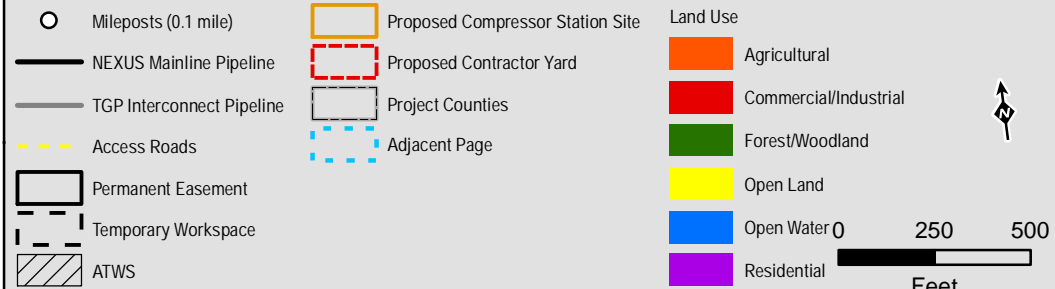 Mileposts (0.1 mile)
NEXUS Mainline Pipeline
TGP Interconnect Pipeline
Access Roads
Permanent Easement
Temporary Workspace
ATWS
Proposed Compressor Station Site
Proposed Contractor Yard
Project Counties
Adjacent Page
Land Use
Agricultural
Commercial/Industrial
Forest/Woodland
Open Land
Open Water
Residential
N
0 250 500
Feet